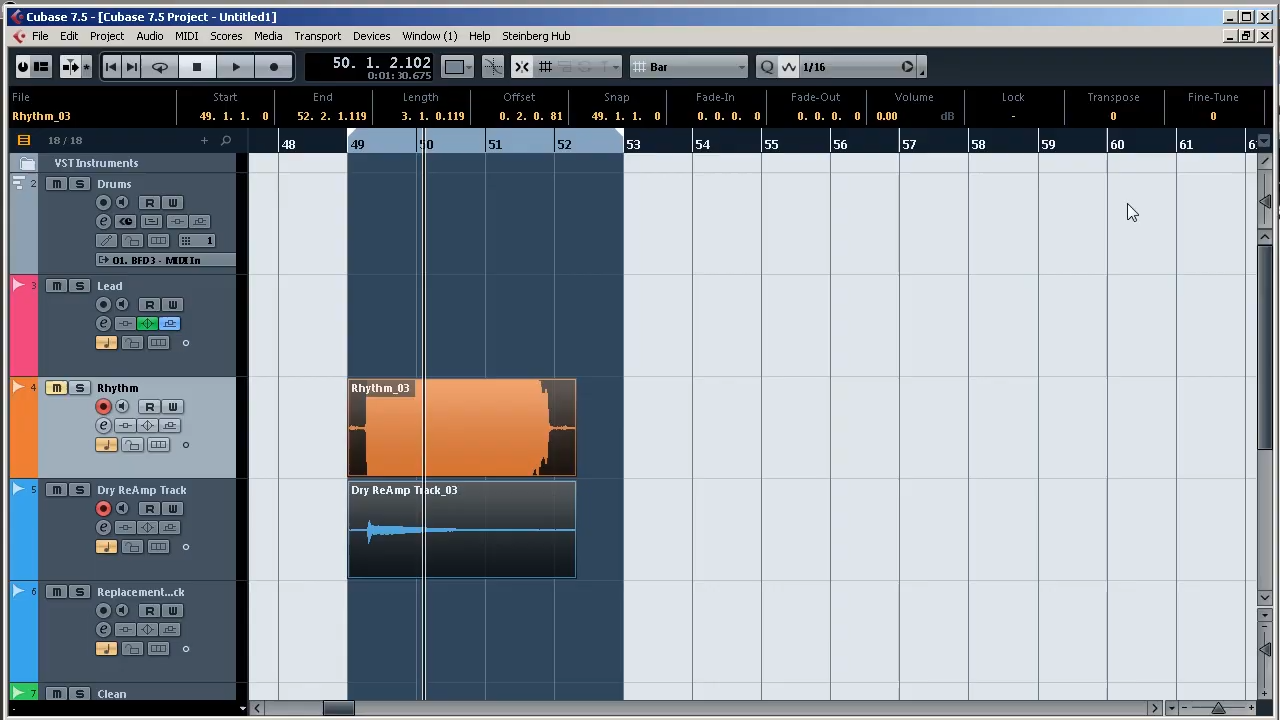 Cubase 7.5 - [Cubase 7.5 Project - Untitled1]
File Edit Project Audio MIDI Scores Media Transport Devices Window (1) Help Steinberg Hub
50. 1. 2.102
0:01:30.675
Bar
Q 1/16
File Start End Length Offset Snap Fade-In Fade-Out Volume Lock Transpose Fine-Tune
Rhythm_03 49. 1. 1. 0 52. 2. 1.119 3. 1. 0.119 0. 2. 0. 81 49. 1. 1. 0 0. 0. 0. 0 0. 0. 0. 0 0.00 dB - 0 0
18 / 18
48 49 50 51 52 53 54 55 56 57 58 59 60 61
VST Instruments
2 m S Drums
R W
e
1
01. BFD3 - MIDI In
3 m S Lead
R W
e
4 m S Rhythm
R W
e
Rhythm_03
5 m S Dry ReAmp Track
R W
e
Dry ReAmp Track_03
6 m S Replacement...ck
R W
e
7 m S Clean